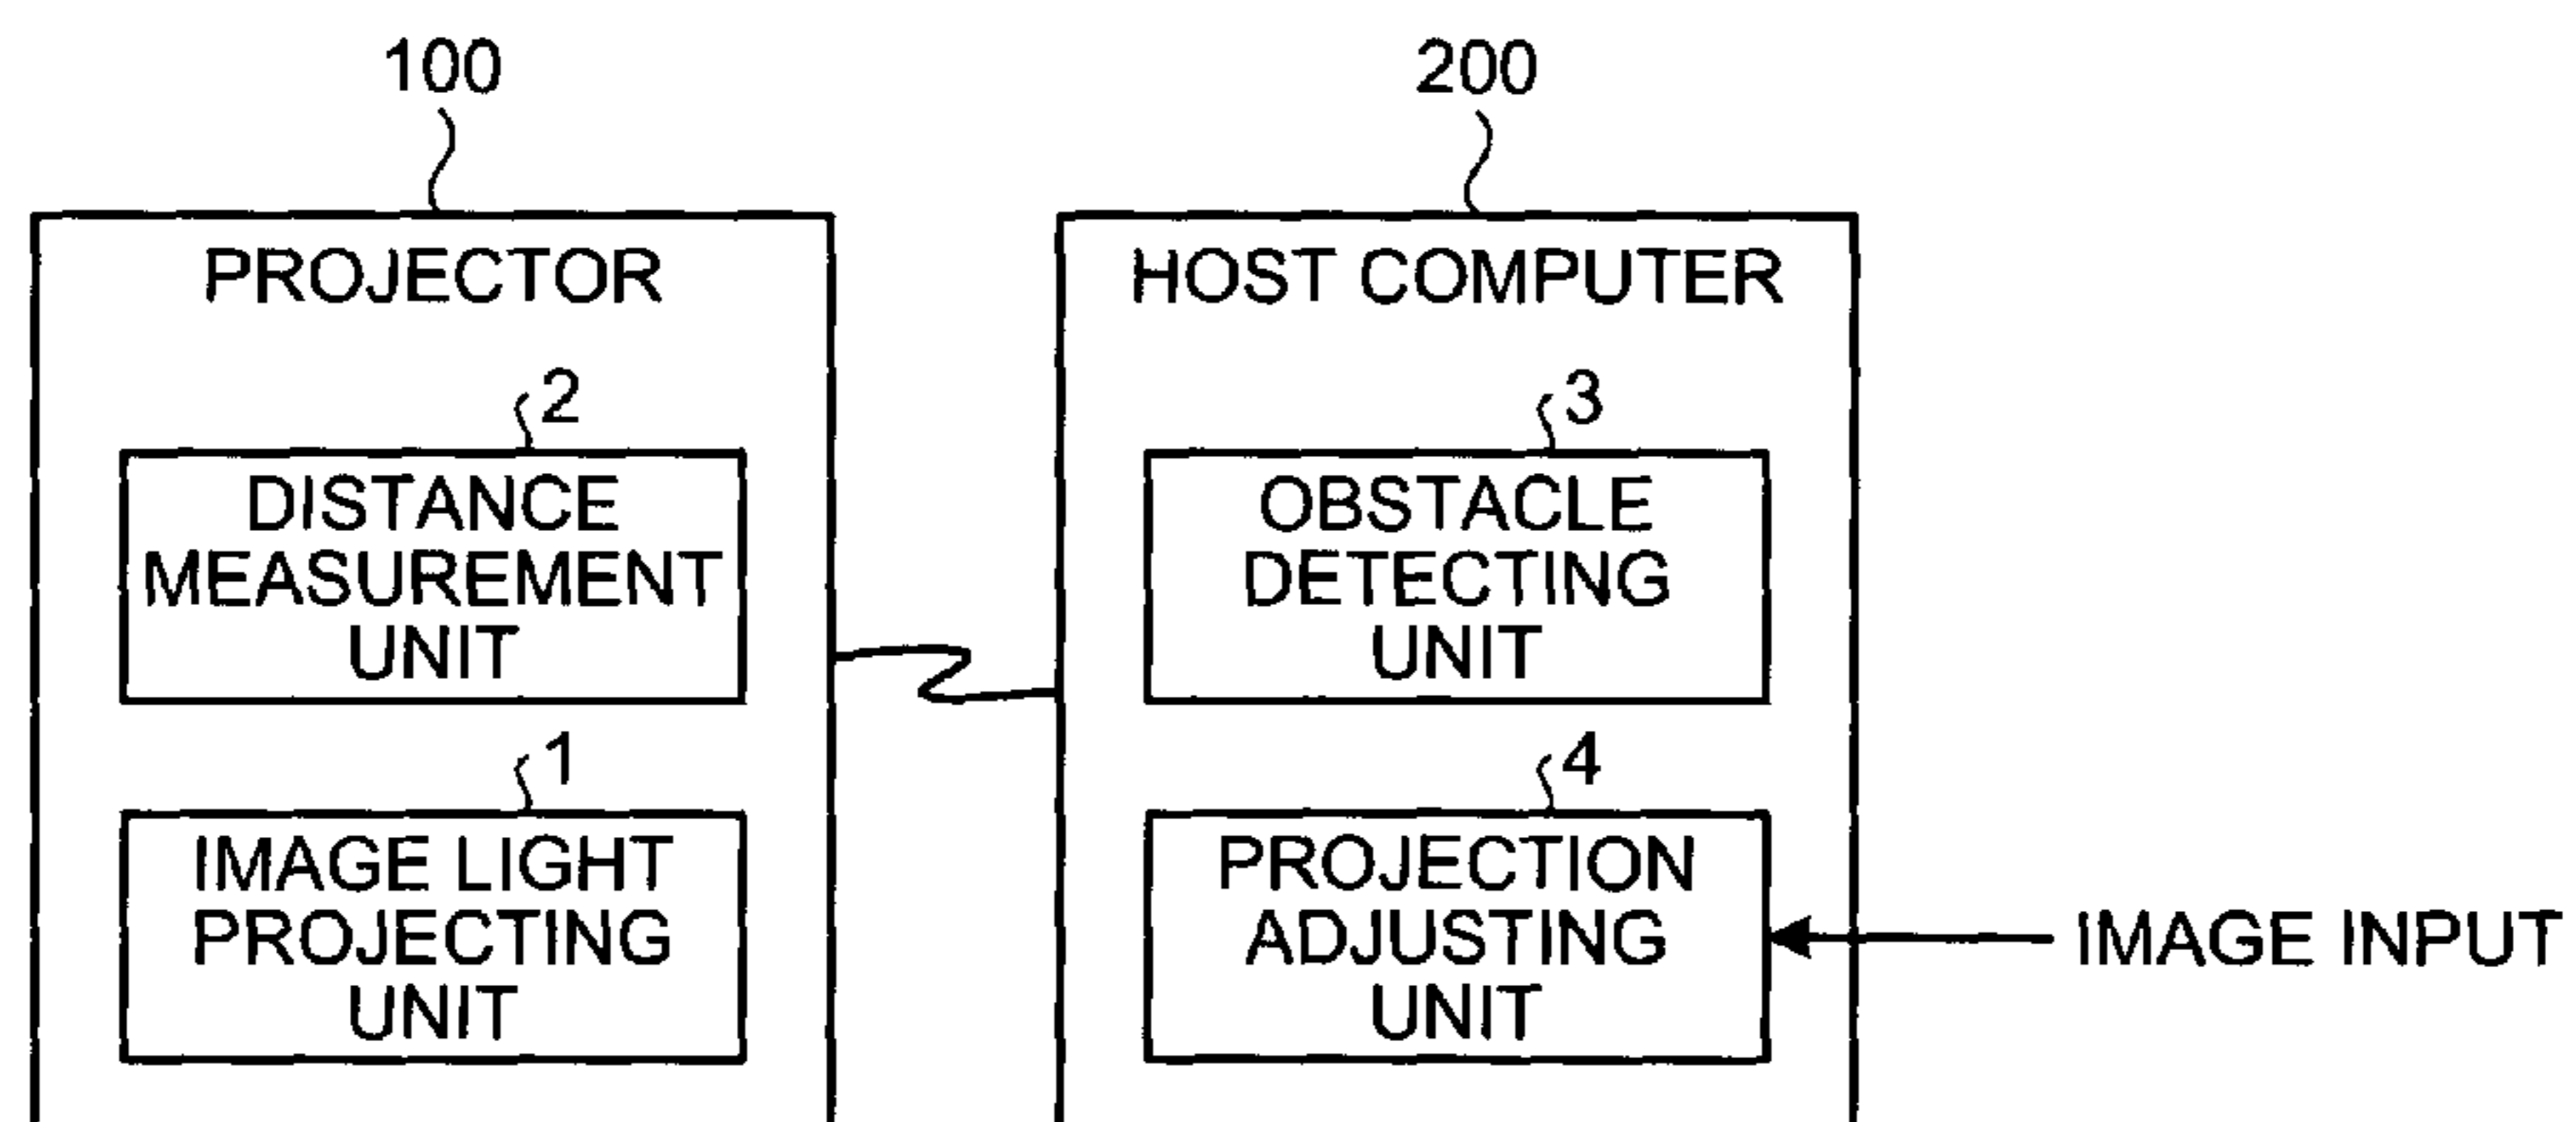 100
PROJECTOR
2
DISTANCE
MEASUREMENT
UNIT
1
IMAGE LIGHT
PROJECTING
UNIT
200
HOST COMPUTER
3
OBSTACLE
DETECTING
UNIT
4
PROJECTION
ADJUSTING
UNIT
IMAGE INPUT